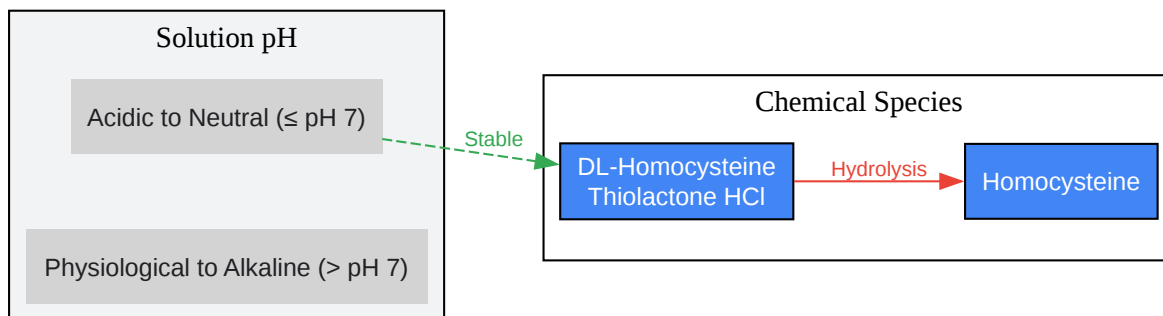 Solution pH
Acidic to Neutral (≤ pH 7)
Physiological to Alkaline (> pH 7)
Stable
Chemical Species
DL-Homocysteine
Thiolactone HCl
Hydrolysis
Homocysteine